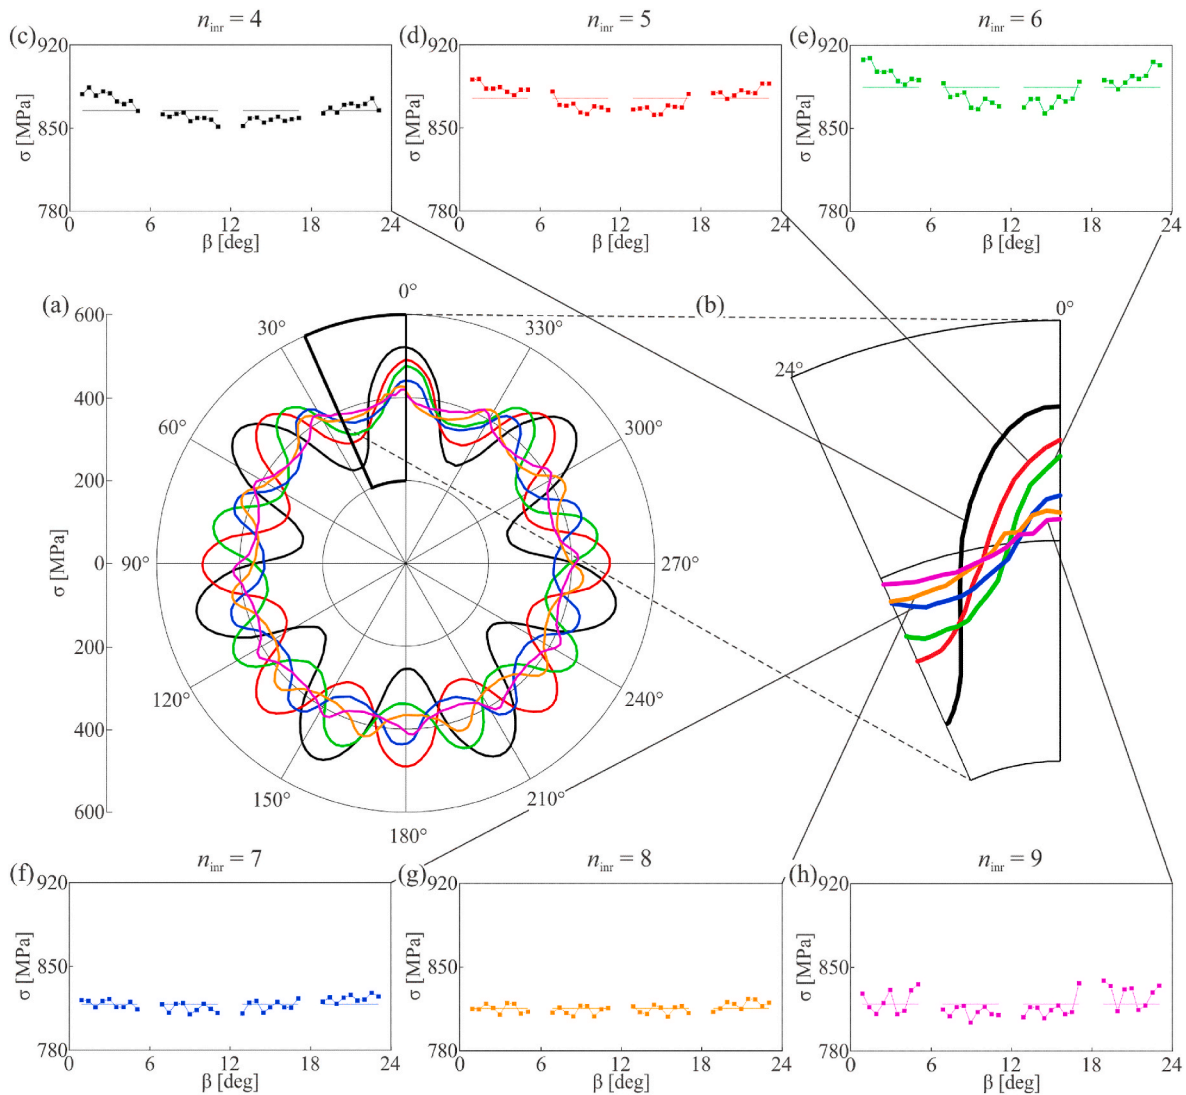 (c) n_inr = 4
(d) n_inr = 5
(e) n_inr = 6
920 920 920
850 850 850
780 780 780
σ [MPa] σ [MPa] σ [MPa]
0 6 12 18 24 0 6 12 18 24 0 6 12 18 24
β [deg] β [deg] β [deg]
(a)
0°
30° 330°
60° 300°
90° 270°
120° 240°
150° 210°
180°
600
400
200
0
200
400
600
σ [MPa]
(b)
0°
24°
(f) n_inr = 7
(g) n_inr = 8
(h) n_inr = 9
920 920 920
850 850 850
780 780 780
σ [MPa] σ [MPa] σ [MPa]
0 6 12 18 24 0 6 12 18 24 0 6 12 18 24
β [deg] β [deg] β [deg]